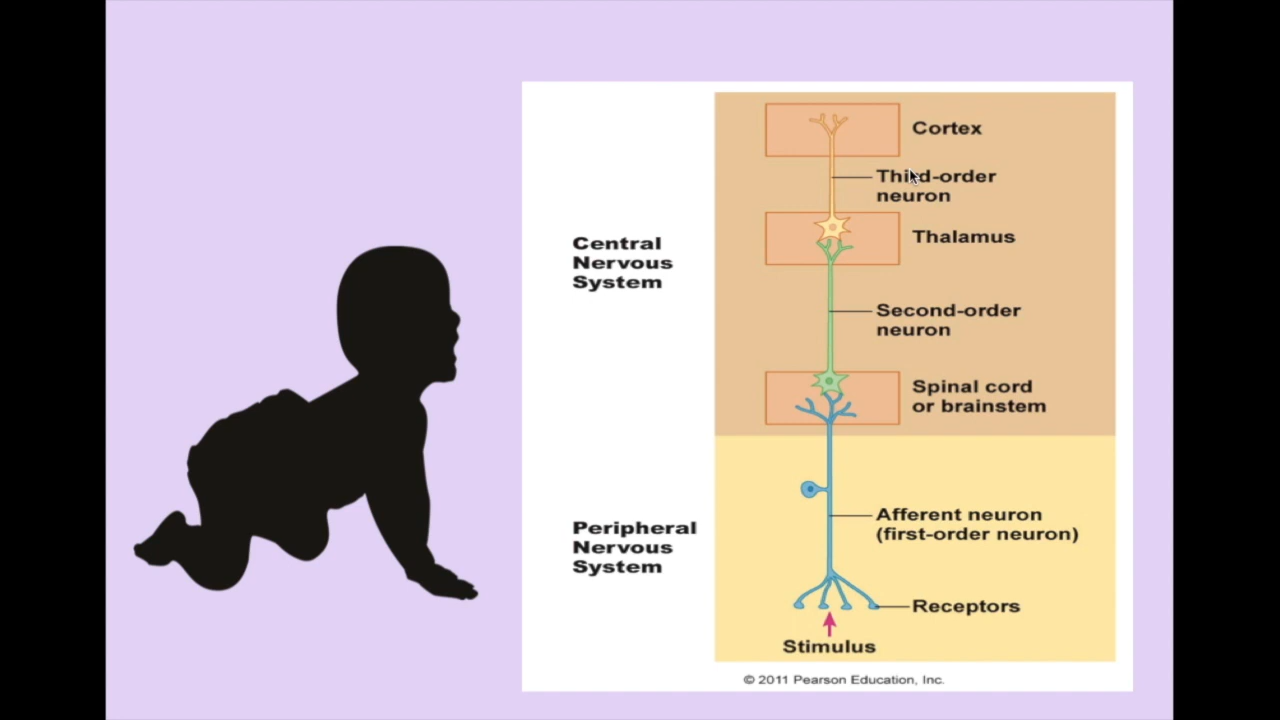 Cortex
Third-order
neuron
Central
Nervous
System
Thalamus
Second-order
neuron
Spinal cord
or brainstem
Peripheral
Nervous
System
Afferent neuron
(first-order neuron)
Receptors
Stimulus
© 2011 Pearson Education, Inc.